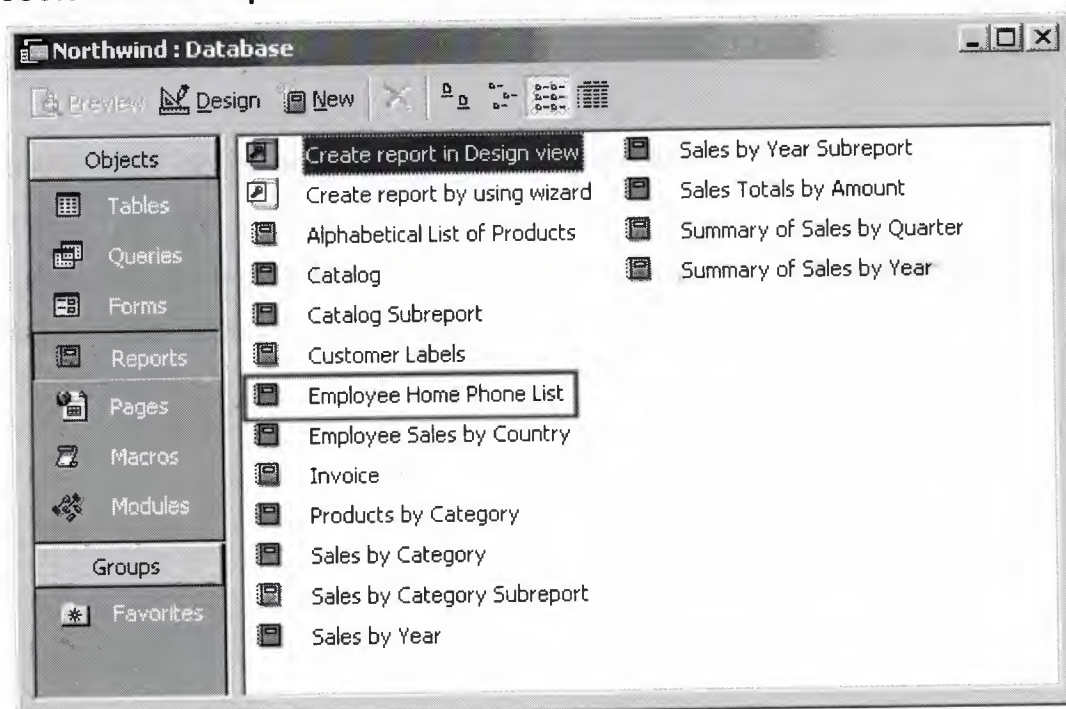 Northwind : Database
Preview Design New
Objects
Tables
Queries
Forms
Reports
Pages
Macros
Modules
Groups
Favorites
Create report in Design view
Create report by using wizard
Alphabetical List of Products
Catalog
Catalog Subreport
Customer Labels
Employee Home Phone List
Employee Sales by Country
Invoice
Products by Category
Sales by Category
Sales by Category Subreport
Sales by Year
Sales by Year Subreport
Sales Totals by Amount
Summary of Sales by Quarter
Summary of Sales by Year